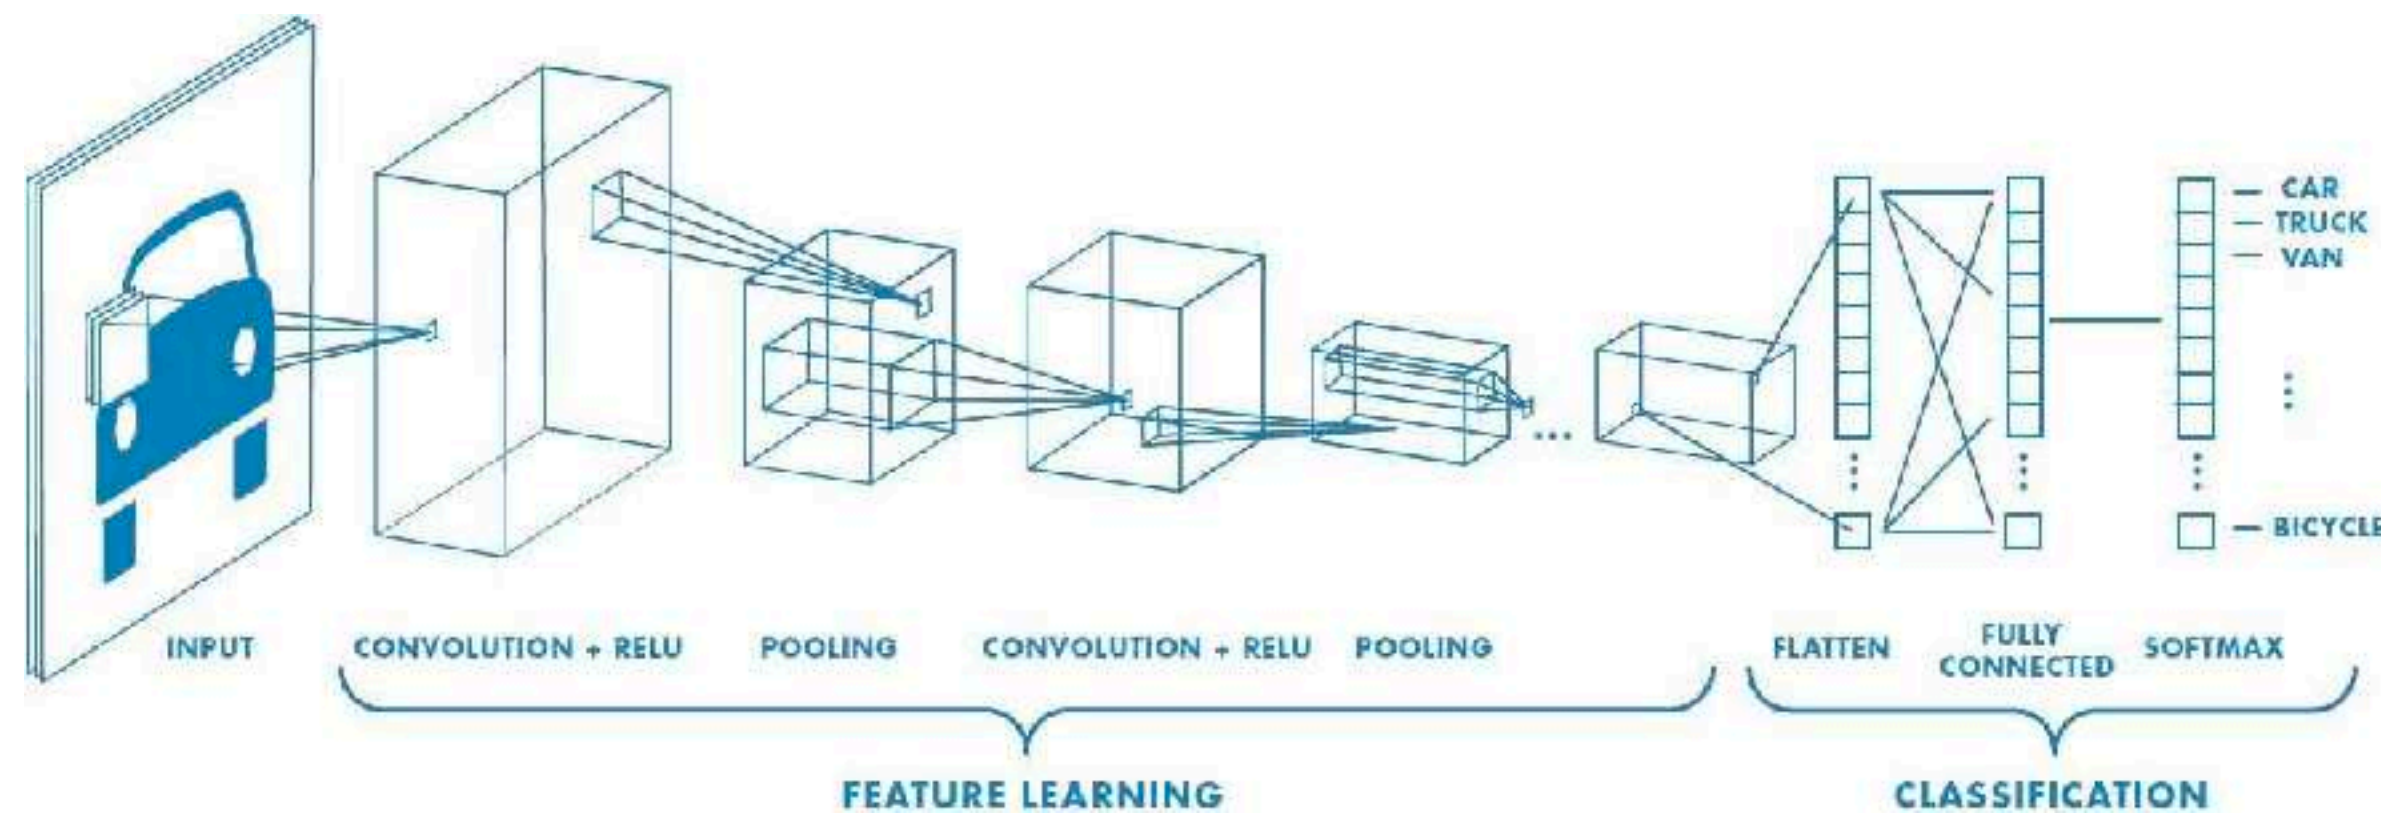 CAR
TRUCK
VAN
BICYCLE
INPUT
CONVOLUTION + RELU
POOLING
CONVOLUTION + RELU
POOLING
FLATTEN
FULLY
CONNECTED
SOFTMAX
FEATURE LEARNING
CLASSIFICATION